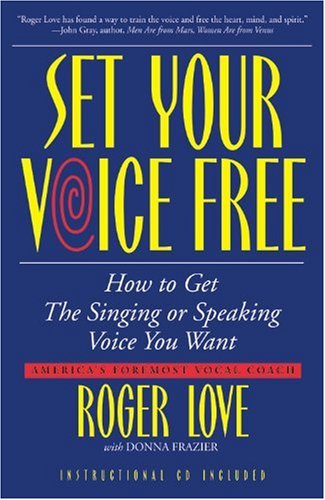 "Roger Love has found a way to train the voice and free the heart, mind, and spirit."
—John Gray, author, Men Are from Mars, Women Are from Venus
SET YOUR
VOICE FREE
How to Get
The Singing or Speaking
Voice You Want
AMERICA'S FOREMOST VOCAL COACH
ROGER LOVE
with DONNA FRAZIER
INSTRUCTIONAL CD INCLUDED